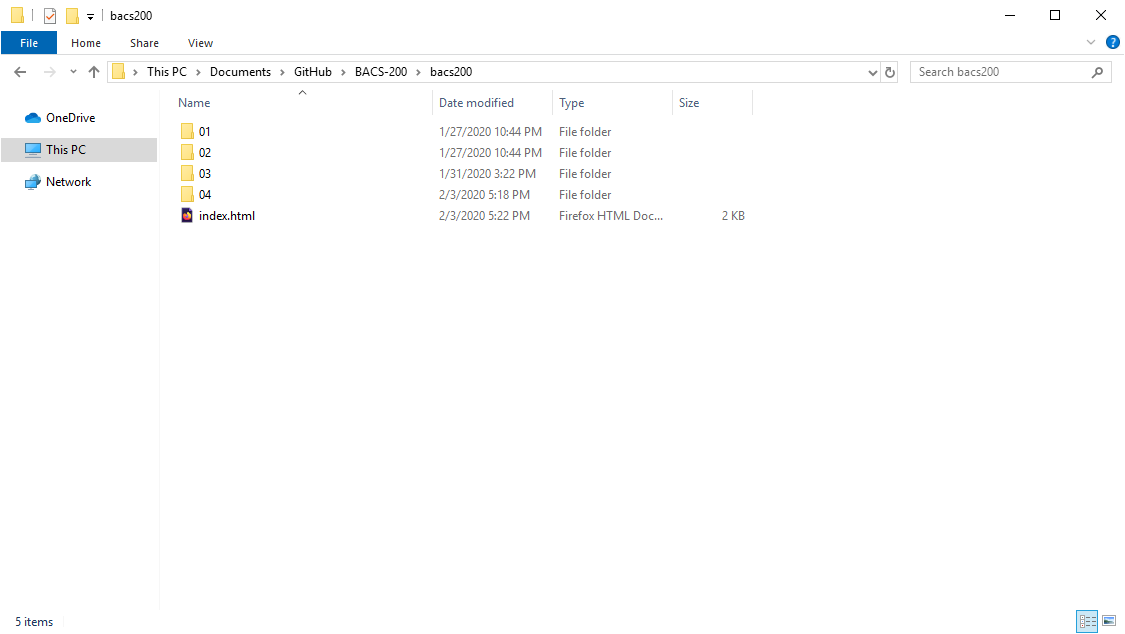 bacs200
File Home Share View ?
This PC Documents GitHub BACS-200 bacs200 Search bacs200
Name Date modified Type Size
OneDrive
This PC
Network
01 1/27/2020 10:44 PM File folder
02 1/27/2020 10:44 PM File folder
03 1/31/2020 3:22 PM File folder
04 2/3/2020 5:18 PM File folder
index.html 2/3/2020 5:22 PM Firefox HTML Doc... 2 KB
5 items